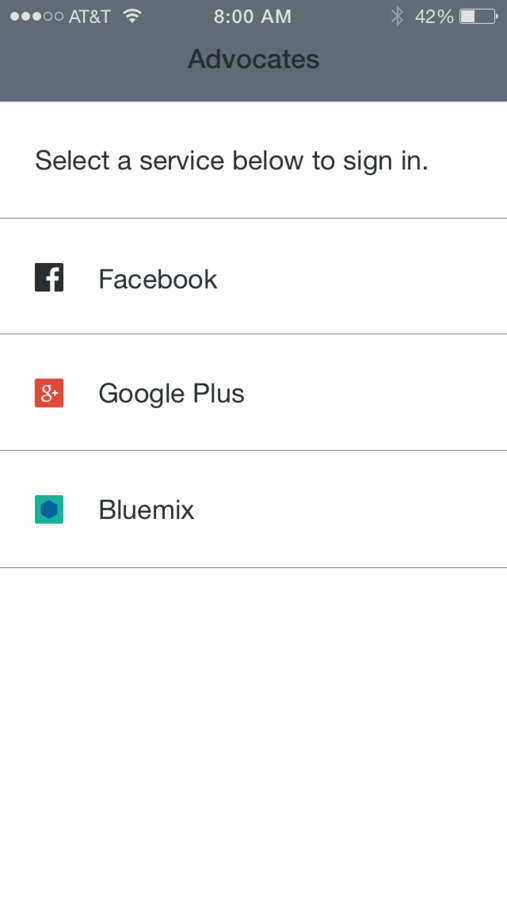 AT&T 8:00 AM 42%
Advocates
Select a service below to sign in.
f Facebook
g+ Google Plus
Bluemix